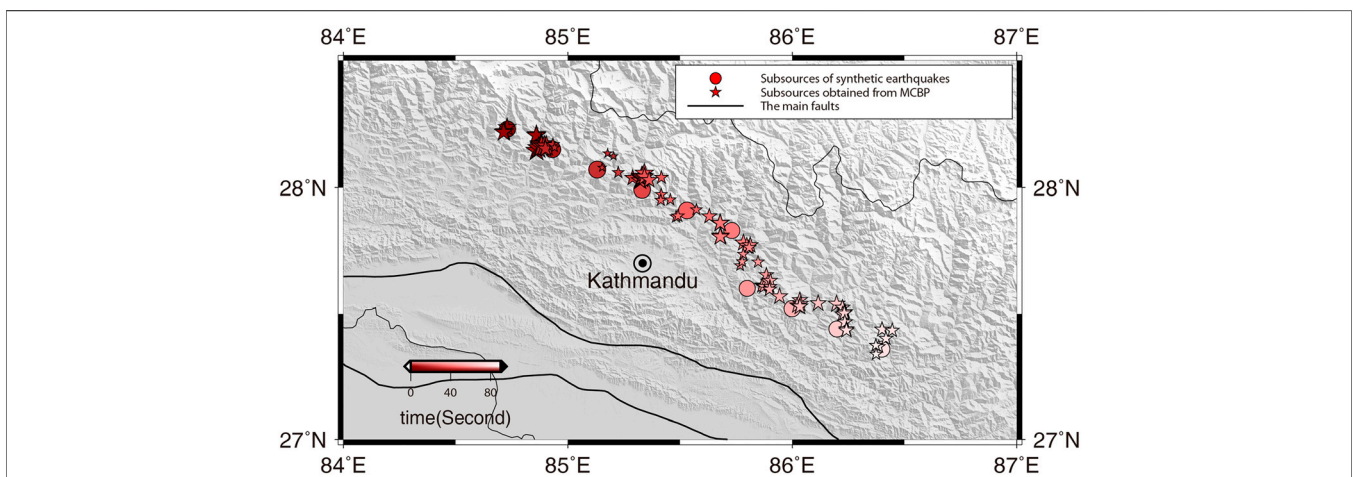 84°E 85°E 86°E 87°E
Subsources of synthetic earthquakes
Subsources obtained from MCBP
The main faults
28°N 28°N
Kathmandu
0 40 80
time(Second)
27°N 27°N
84°E 85°E 86°E 87°E